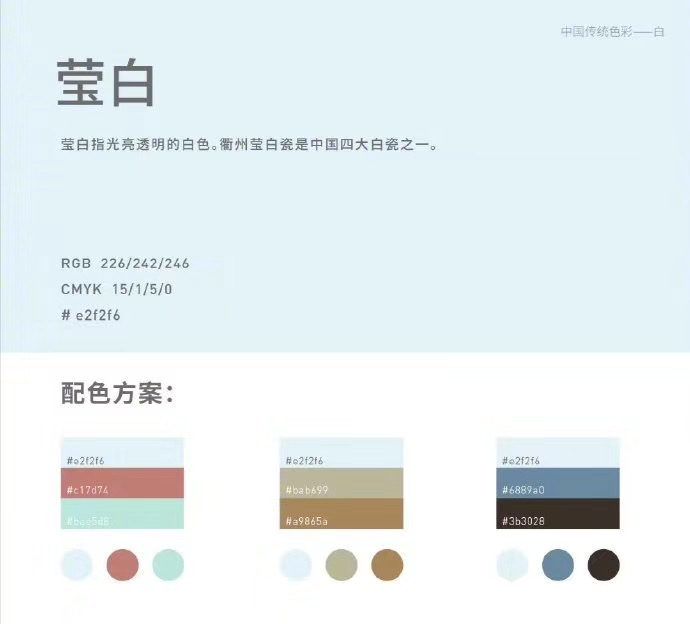 中国传统色彩——白
莹白
莹白指光亮透明的白色。衢州莹白瓷是中国四大白瓷之一。
RGB 226/242/246
CMYK 15/1/5/0
# e2f2f6
配色方案：
#e2f2f6
#c17d74
#bae5d8
#e2f2f6
#bab699
#a9865a
#e2f2f6
#6889a0
#3b3028